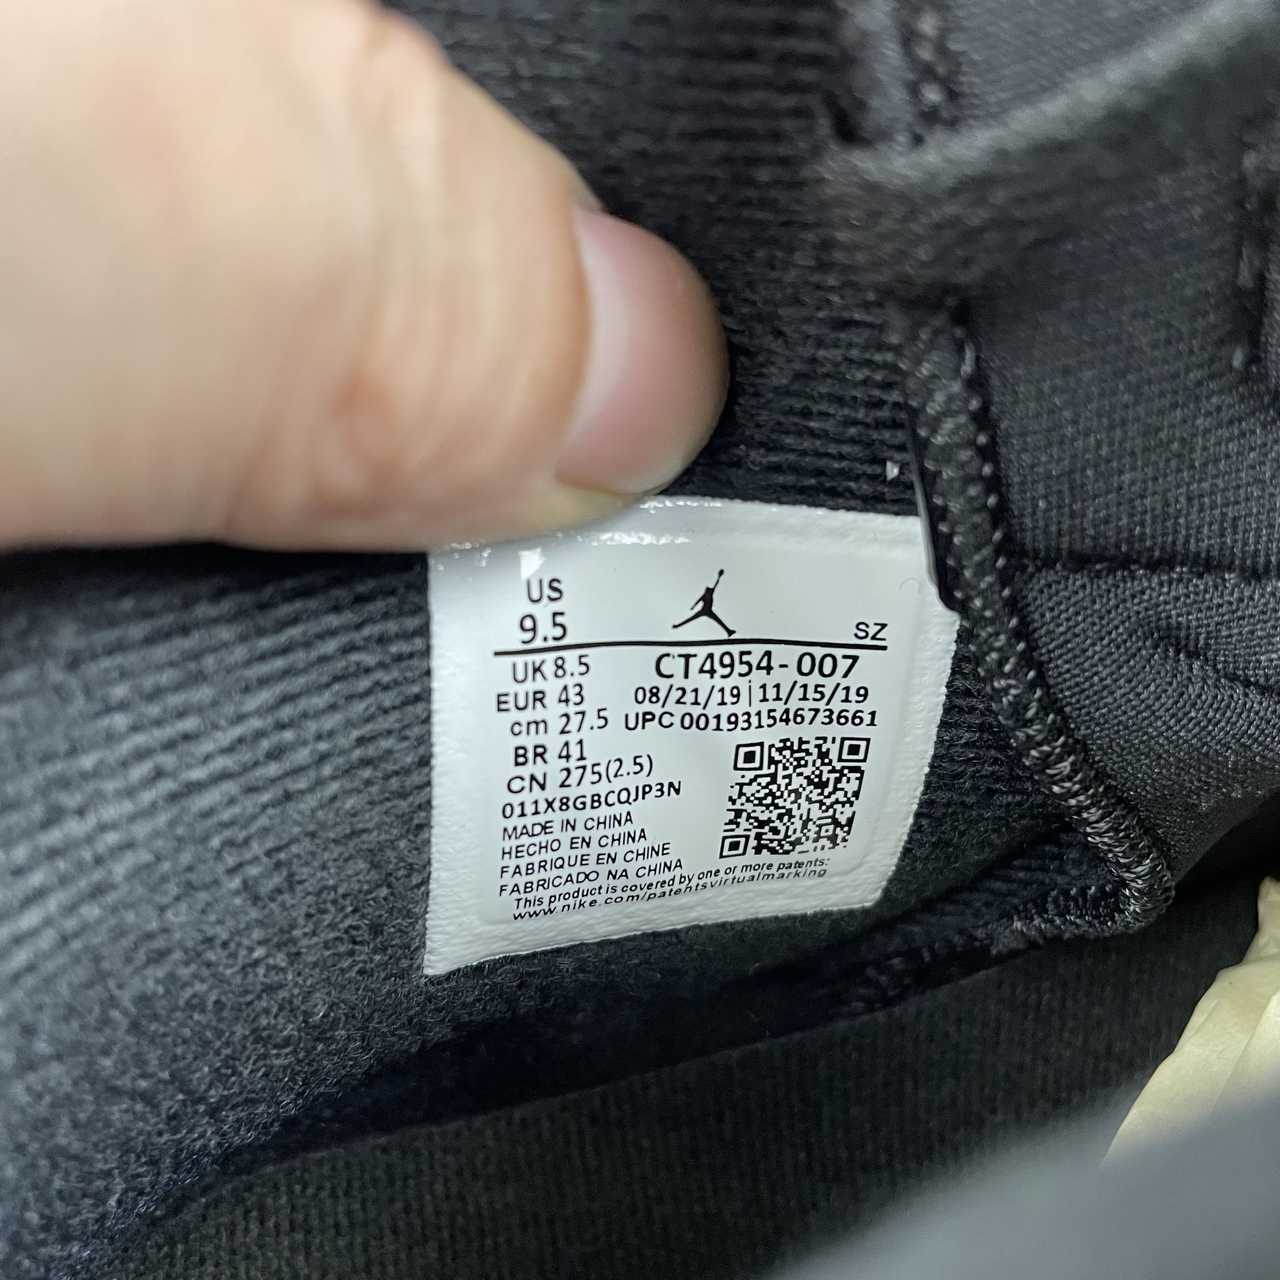 US
9.5
SZ
UK 8.5
CT4954-007
EUR 43
08/21/19|11/15/19
cm 27.5
UPC 00193154673661
BR 41
CN 275(2.5)
011X8GBCQJP3N
MADE IN CHINA
HECHO EN CHINA
FABRIQUE EN CHINE
FABRICADO NA CHINA
This product is covered by one or more patents:
www.nike.com/patentsvirtualmarking